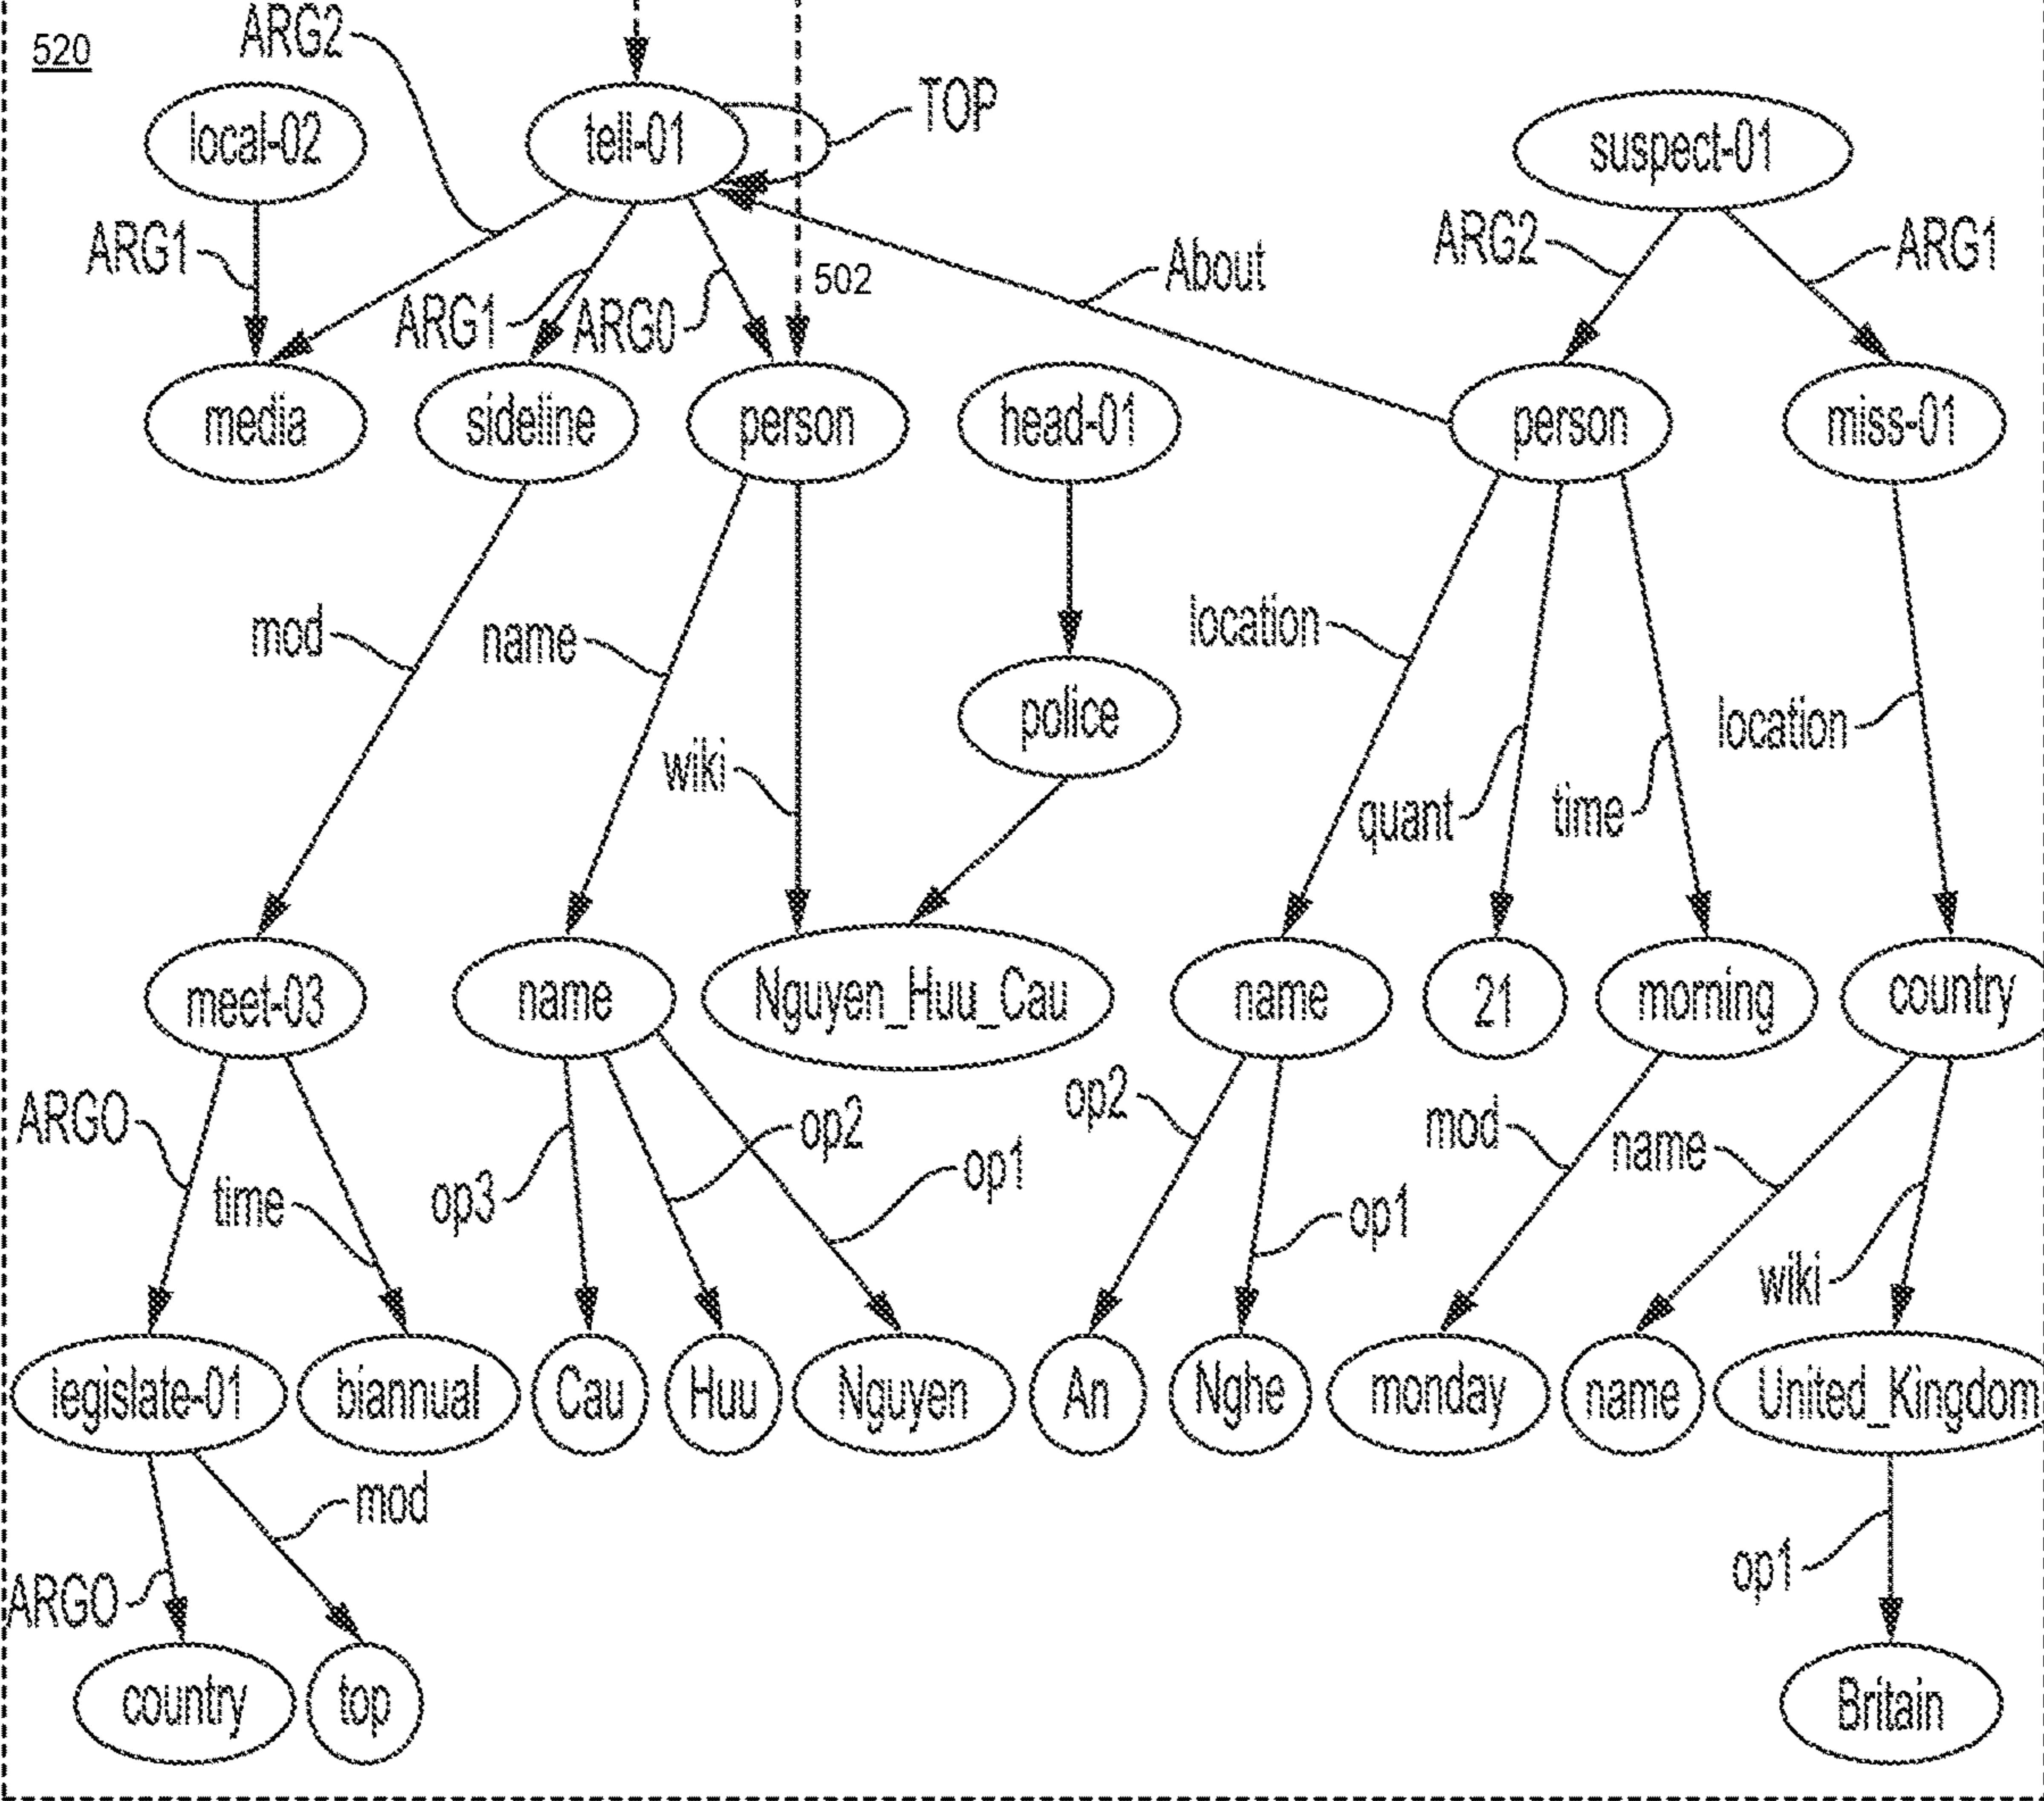 520
ARG2
TOP
local-02
tell-01
suspect-01
ARG1
ARG1
ARG0
502
About
ARG2
ARG1
media
sideline
person
head-01
person
miss-01
mod
name
wiki
police
location
quant
time
location
meet-03
name
Nguyen_Huu_Cau
name
21
morning
country
ARGO
time
op3
op2
op1
op2
op1
mod
name
wiki
legislate-01
biannual
Cau
Huu
Nguyen
An
Nghe
monday
name
United_Kingdom
ARGO
mod
op1
country
top
Britain